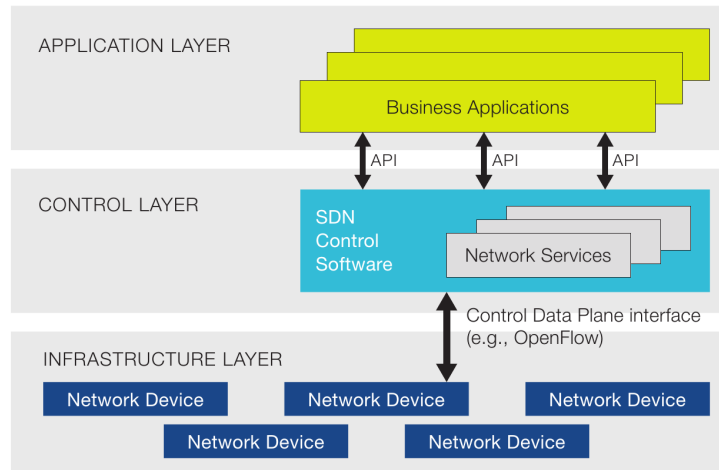 APPLICATION LAYER
Business Applications
API
API
API
CONTROL LAYER
SDN
Control
Software
Network Services
Control Data Plane interface
(e.g., OpenFlow)
INFRASTRUCTURE LAYER
Network Device
Network Device
Network Device
Network Device
Network Device